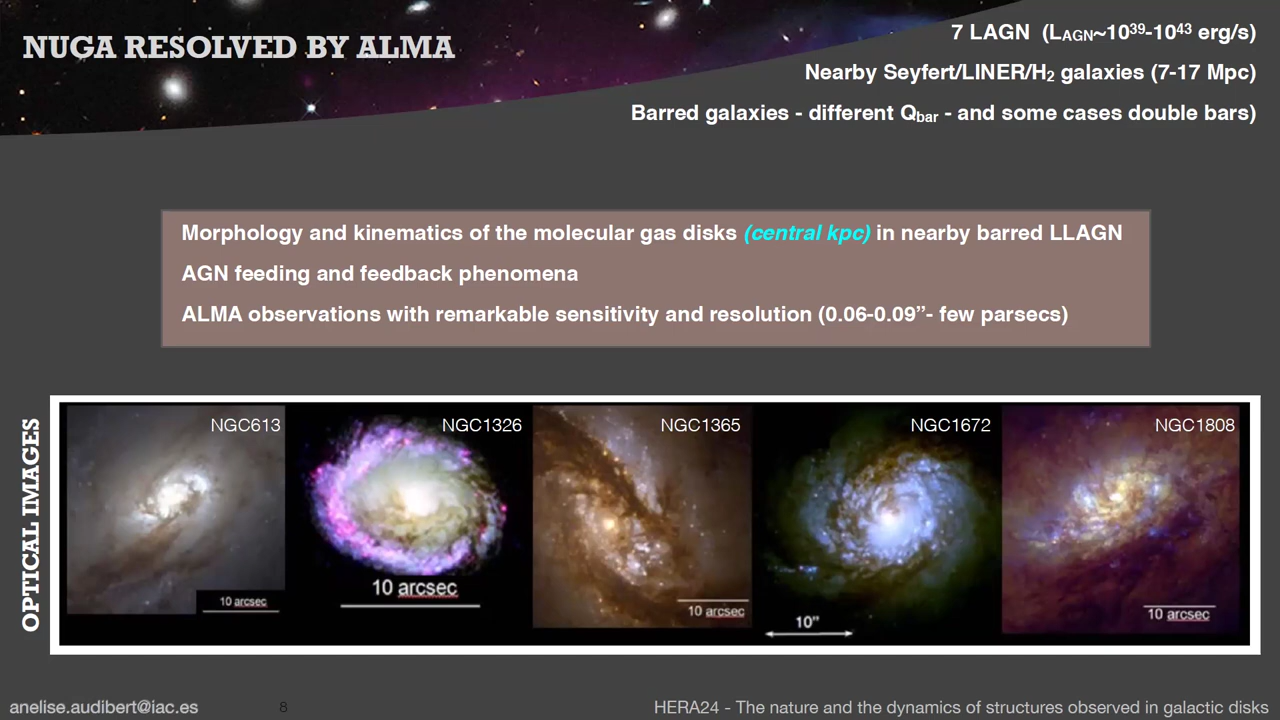 NUGA RESOLVED BY ALMA
7 LAGN (LAGN~10³⁹-10⁴³ erg/s)
Nearby Seyfert/LINER/H₂ galaxies (7-17 Mpc)
Barred galaxies - different Qbar - and some cases double bars)
Morphology and kinematics of the molecular gas disks (central kpc) in nearby barred LLAGN
AGN feeding and feedback phenomena
ALMA observations with remarkable sensitivity and resolution (0.06-0.09”- few parsecs)
OPTICAL IMAGES
NGC613
10 arcsec
NGC1326
10 arcsec
NGC1365
10 arcsec
NGC1672
10”
NGC1808
10 arcsec
anelise.audibert@iac.es
8
HERA24 - The nature and the dynamics of structures observed in galactic disks